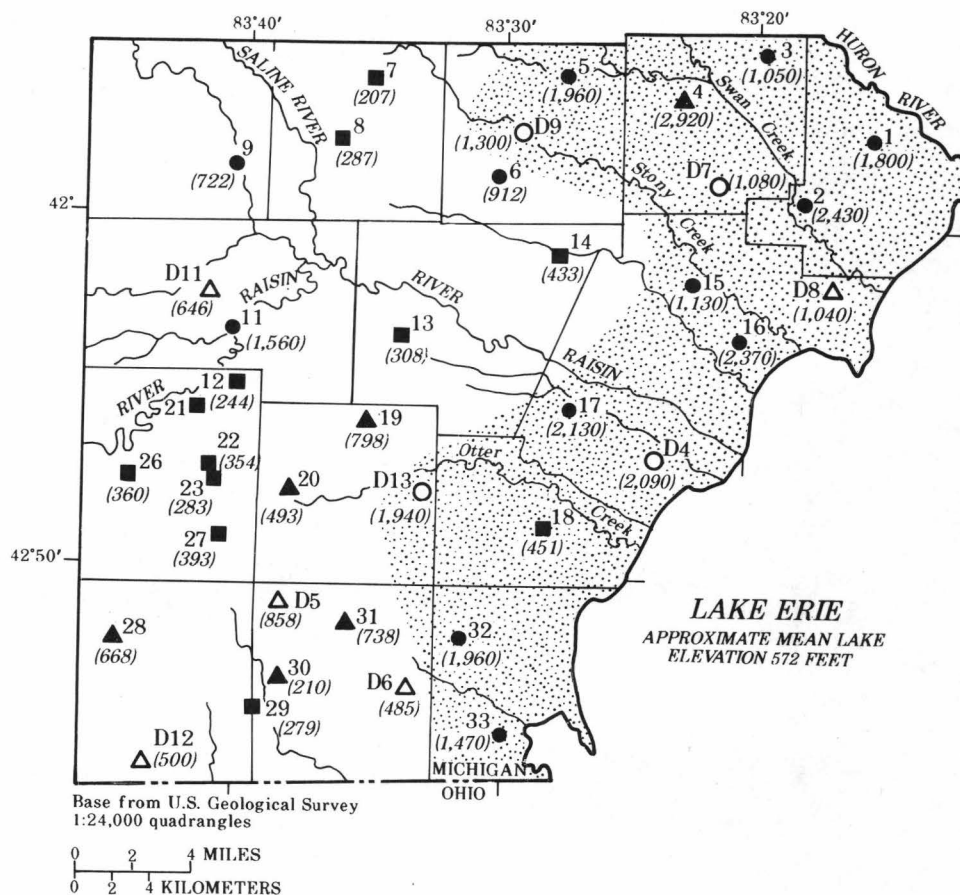 83°40'
83°30'
83°20'
SALINE RIVER
HURON RIVER
7
(207)
5
(1,960)
3
(1,050)
4
(2,920)
Swan Creek
8
(287)
D9
(1,300)
9
(722)
6
(912)
1
(1,800)
D7
(1,080)
Stony Creek
2
(2,430)
42°
14
(433)
D11
(646)
RAISIN
RIVER
15
(1,130)
D8
(1,040)
11
(1,560)
13
(308)
16
(2,370)
RAISIN
12
(244)
RIVER
21
19
(798)
17
(2,130)
Otter Creek
D4
(2,090)
22
(354)
26
(360)
23
(283)
20
(493)
D13
(1,940)
18
(451)
27
(393)
42°50'
D5
(858)
31
(738)
28
(668)
32
(1,960)
30
(210)
D6
(485)
29
(279)
D12
(500)
33
(1,470)
LAKE ERIE
APPROXIMATE MEAN LAKE
ELEVATION 572 FEET
MICHIGAN
OHIO
Base from U.S. Geological Survey
1:24,000 quadrangles
0 2 4 MILES
0 2 4 KILOMETERS